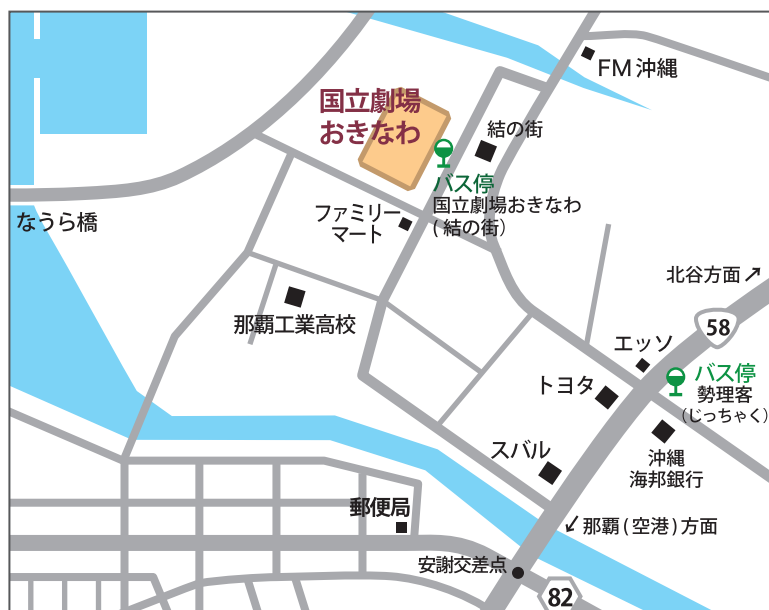 FM沖縄
国立劇場
おきなわ
結の街
バス停
国立劇場おきなわ
(結の街)
なうら橋
ファミリー
マート
北谷方面↗
58
那覇工業高校
エッソ
バス停
勢理客
(じっちゃく)
トヨタ
スバル
沖縄
海邦銀行
郵便局
↙那覇(空港)方面
安謝交差点
82